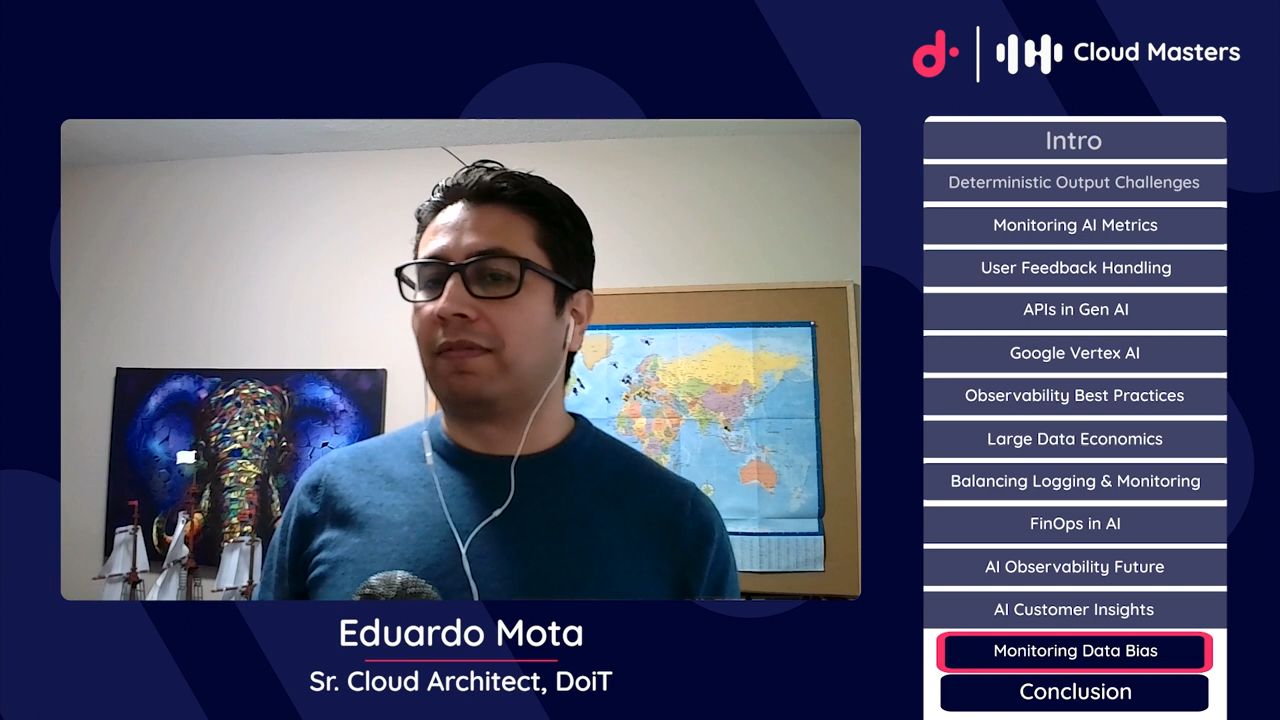 Cloud Masters
Intro
Deterministic Output Challenges
Monitoring AI Metrics
User Feedback Handling
APIs in Gen AI
Google Vertex AI
Observability Best Practices
Large Data Economics
Balancing Logging & Monitoring
FinOps in AI
AI Observability Future
AI Customer Insights
Monitoring Data Bias
Conclusion
Eduardo Mota
Sr. Cloud Architect, DoiT